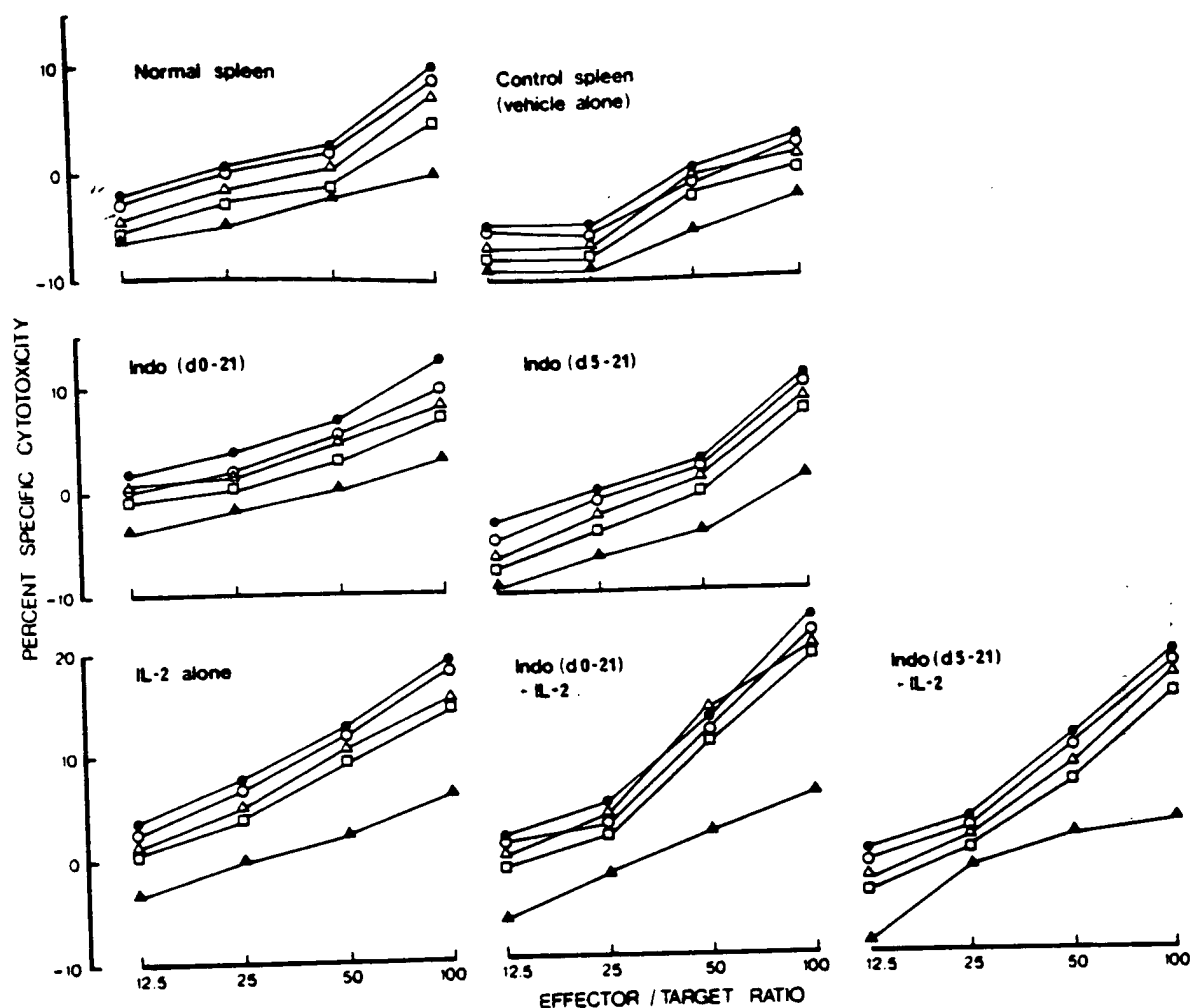 10
0
-10
Normal spleen
Control spleen
(vehicle alone)
PERCENT SPECIFIC CYTOTOXICITY
10
0
-10
Indo (d0-21)
Indo (d5-21)
20
10
0
-10
IL-2 alone
Indo (d0-21)
- IL-2
Indo (d5-21)
- IL-2
12.5 25 50 100
12.5 25 50 100
12.5 25 50 100
EFFECTOR / TARGET RATIO